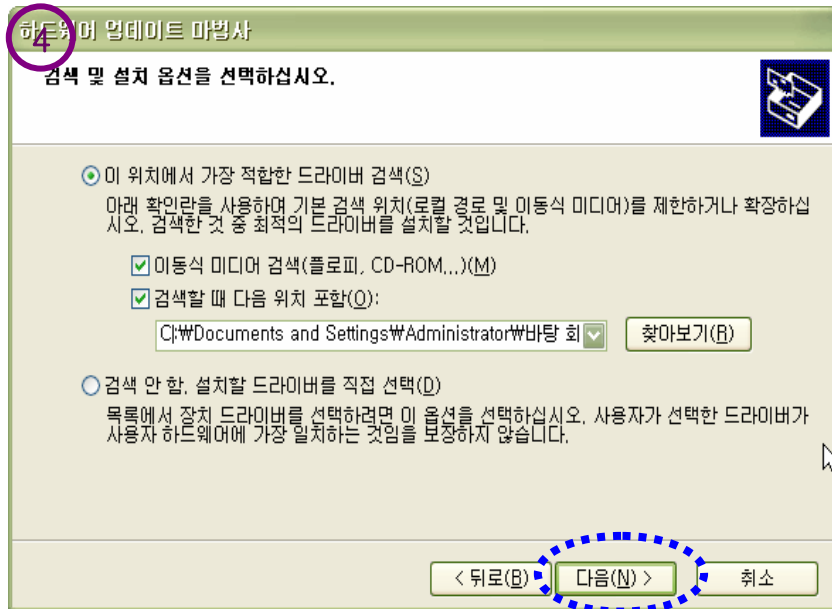 하드웨어 업데이트 마법사
4
검색 및 설치 옵션을 선택하십시오.
이 위치에서 가장 적합한 드라이버 검색(S)
아래 확인란을 사용하여 기본 검색 위치(로컬 경로 및 이동식 미디어)를 제한하거나 확장하십
시오. 검색한 것 중 최적의 드라이버를 설치할 것입니다.
이동식 미디어 검색(플로피, CD-ROM...)(M)
검색할 때 다음 위치 포함(O):
C:₩Documents and Settings₩Administrator₩바탕 회
찾아보기(R)
검색 안 함. 설치할 드라이버를 직접 선택(D)
목록에서 장치 드라이버를 선택하려면 이 옵션을 선택하십시오. 사용자가 선택한 드라이버가
사용자 하드웨어에 가장 일치하는 것임을 보장하지 않습니다.
< 뒤로(B)
다음(N) >
취소